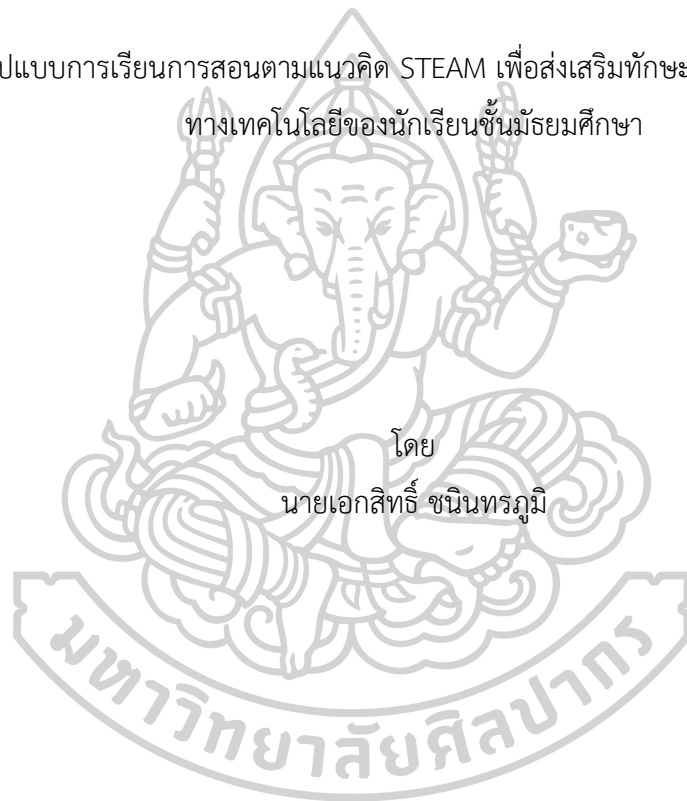 ปแบบการเรียนการสอนตามแนวคิด STEAM เพื่อส่งเสริมทักษะ
ทางเทคโนโลยีของนักเรียนชั้นมัธยมศึกษา
โดย
นายเอกสิทธิ์ ชนินทรภูมิ
มหาวิทยาลัยศิลปากร